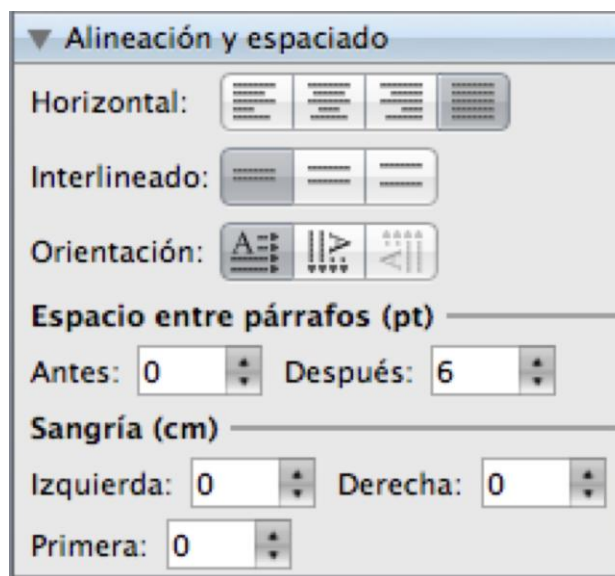 Alineación y espaciado
Horizontal:
Interlineado:
Orientación: A A A
Espacio entre párrafos (pt)
Antes: 0 Después: 6
Sangría (cm)
Izquierda: 0 Derecha: 0
Primera: 0